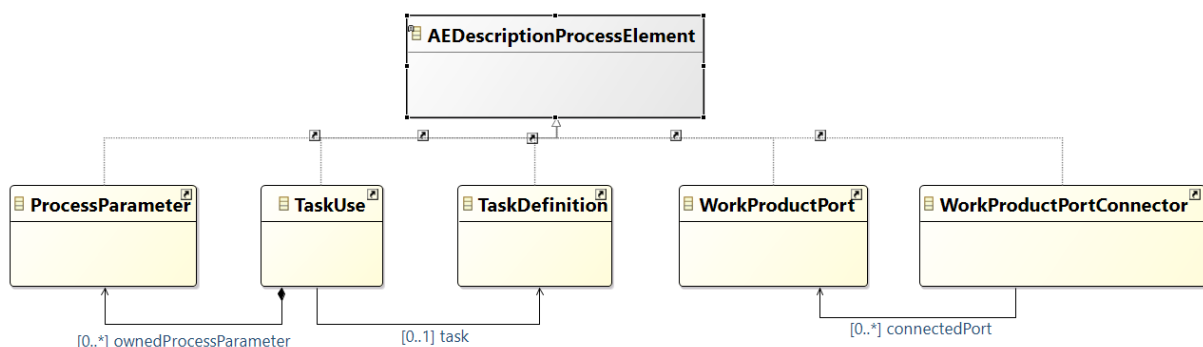 AEDescriptionProcessElement
ProcessParameter
TaskUse
TaskDefinition
WorkProductPort
WorkProductPortConnector
[0..*] ownedProcessParameter
[0..1] task
[0..*] connectedPort